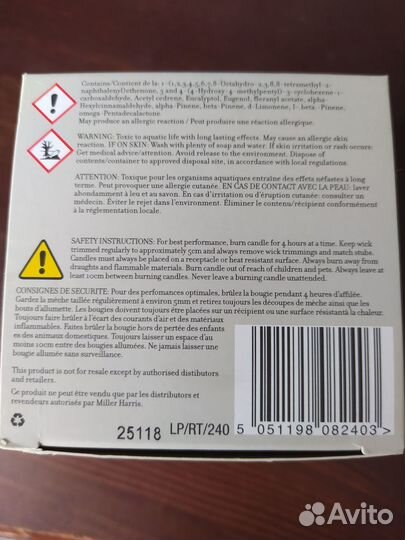 Contains/Contient de la: 1-(1,2,3,4,5,6,7,8-Octahydro-2,3,8,8-tetramethyl-2-
naphthalenyl)ethenone, 3 and 4-(4-Hydroxy-4-methylpentyl)-3-cyclohexene-1-
carboxaldehyde, Acetyl cedrene, Eucalyptol, Eugenol, Geranyl acetate, alpha-
Hexylcinnamaldehyde, alpha-Pinene, beta-Pinene, d-Limonene, l-beta-Pinene,
omega-Pentadecalactone.
May produce an allergic reaction / Peut produire une réaction allergique.
WARNING: Toxic to aquatic life with long lasting effects. May cause an allergic skin
reaction. IF ON SKIN: Wash with plenty of soap and water. If skin irritation or rash occurs:
Get medical advice/attention. Avoid release to the environment. Dispose of
contents/container to approved disposal site, in accordance with local regulations.
ATTENTION: Toxique pour les organismes aquatiques entraîne des effets néfastes à long
terme. Peut provoquer une allergie cutanée. EN CAS DE CONTACT AVEC LA PEAU: laver
abondamment à l'eu et au savon. En cas d'irritation ou d'éruption cutanée: consulter un
médecin. Éviter le rejet dans l'environnement. Éliminer le contenu/récipient conformément
à la réglementation locale.
SAFETY INSTRUCTIONS: For best performance, burn candle for 4 hours at a time. Keep wick
trimmed regularly to approximately 5cm and always remove wick trimmings and match stubs.
Candles must always be placed on a receptacle or heat resistant surface. Always burn away from
draughts and flammable materials. Burn candle out of reach of children and pets. Always leave at
least 10cm between burning candles. Never leave a burning candle unattended.
CONSIGNES DE SECURITE: Pour des perfomances optimales, brûlez la bougie pendant 4 heures d'affilée.
Gardez la mèche taillée régulièrement à environ 5mm et retirez toujours les découpes de mèche ainsi que les
bouts d'allumette. Les bougies doivent toujours être placées sur un récipient ou une surface résistant la chaleur.
Toujours faire brûler à l'écart des courants d'air et des matériaux
inflammables. Faites brûler la bougie hors de portée des enfants
et des animaux domestiques. Toujours laisser un espace d'au
moins 10cm entre les bougies allumées. Ne jamais laisser une
bougie allumée sans surveillance.
This product is not for resale except by authorised distributors
and retailers.
Ce produit ne peut être vendu que par les distributeurs et
revendeurs autorisés par Miller Harris.
25118 LP/RT/240
5 051198 082403 >
Avito